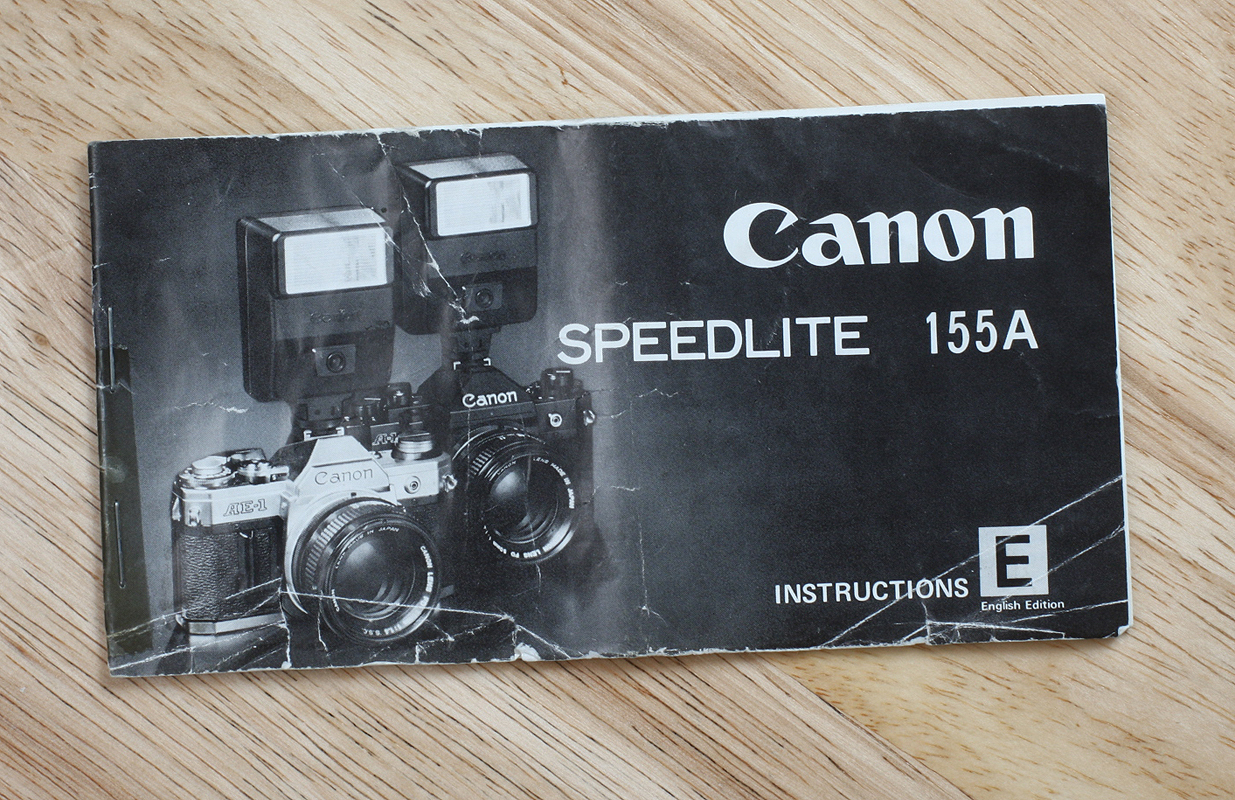 Canon
SPEEDLITE 155A
Canon
Canon
AE-1
INSTRUCTIONS E
English Edition